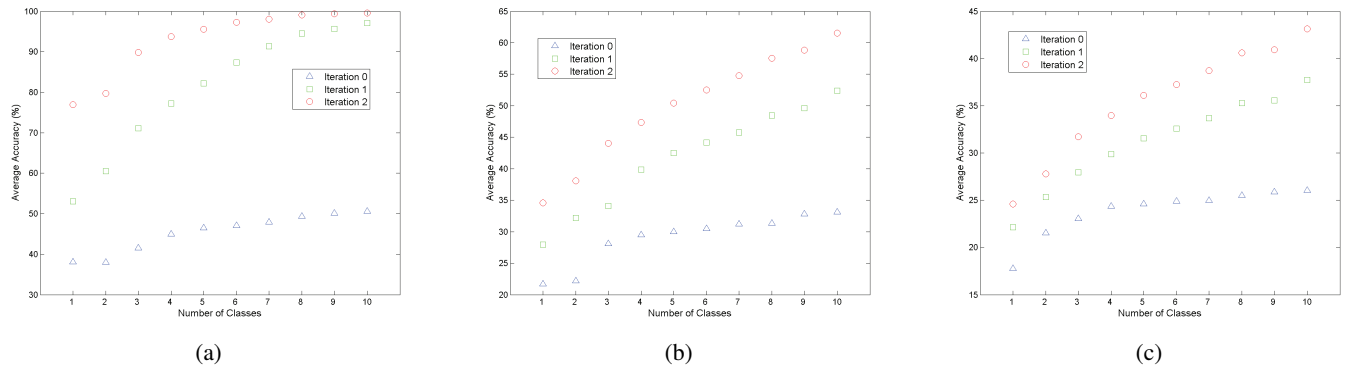 100
90
80
70
60
50
40
30
Average Accuracy (%)
Iteration 0
Iteration 1
Iteration 2
1 2 3 4 5 6 7 8 9 10
Number of Classes
(a)
65
60
55
50
45
40
35
30
25
20
Average Accuracy (%)
Iteration 0
Iteration 1
Iteration 2
1 2 3 4 5 6 7 8 9 10
Number of Classes
(b)
45
40
35
30
25
20
15
Average Accuracy (%)
Iteration 0
Iteration 1
Iteration 2
1 2 3 4 5 6 7 8 9 10
Number of Classes
(c)